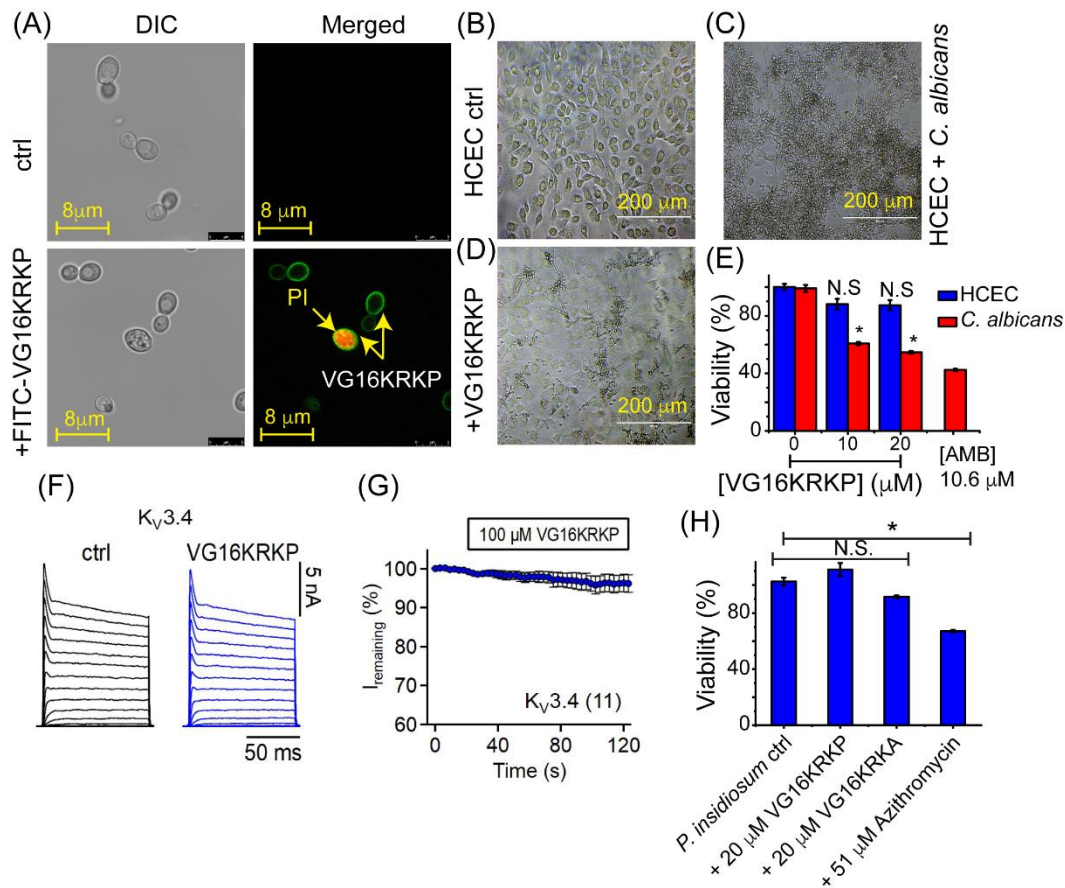 (A)
DIC
Merged
ctrl
8µm
8 µm
+FITC-VG16KRKP
8µm
PI
VG16KRKP
8 µm
(B)
HCEC ctrl
200 µm
(C)
200 µm
HCEC + C. albicans
(D)
+VG16KRKP
200 µm
(E)
Viability (%)
80
40
0
N.S
N.S
*
*
HCEC
C. albicans
0
10
20
[AMB]
10.6 µM
[VG16KRKP] (µM)
(F)
KV3.4
ctrl
VG16KRKP
5 nA
50 ms
(G)
100 µM VG16KRKP
Iremaining (%)
100
90
80
70
60
KV3.4 (11)
0
40
80
120
Time (s)
(H)
*
N.S.
Viability (%)
80
40
0
P. insidiosum ctrl
+ 20 µM VG16KRKP
+ 20 µM VG16KRKA
+ 51 µM Azithromycin